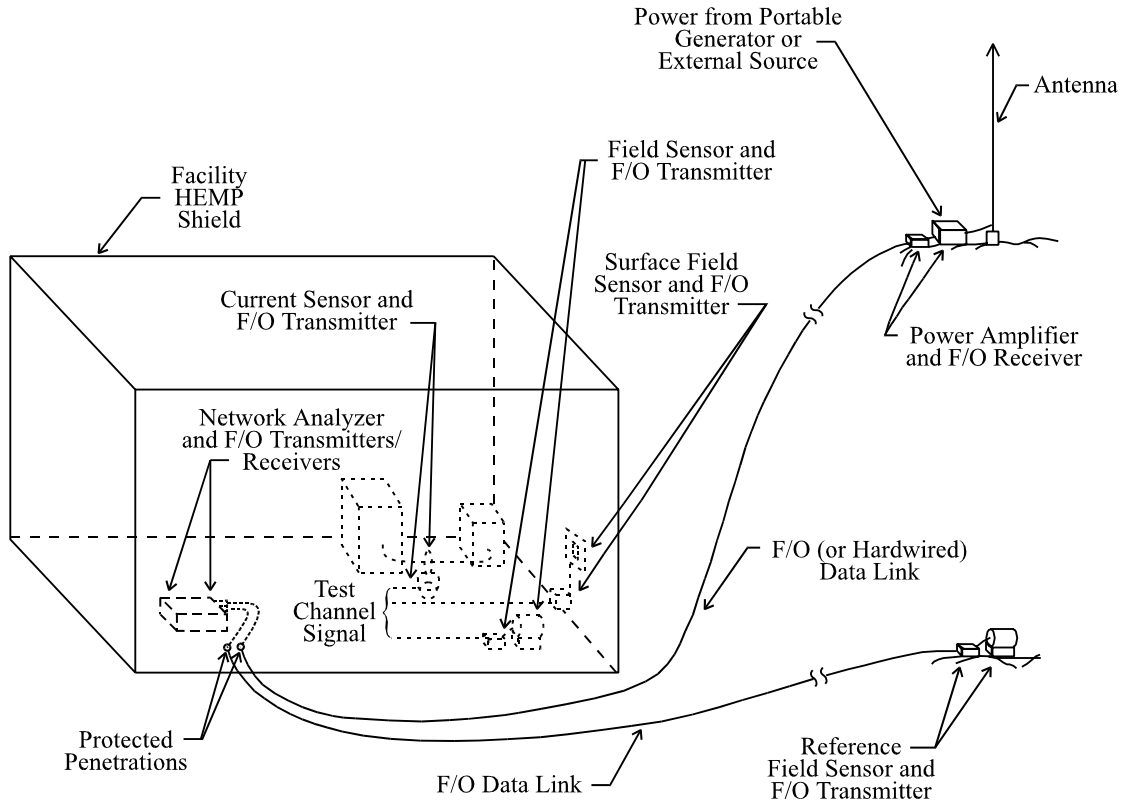 Power from Portable
Generator or
External Source
Antenna
Field Sensor and
F/O Transmitter
Facility
HEMP
Shield
Surface Field
Sensor and F/O
Transmitter
Current Sensor and
F/O Transmitter
Power Amplifier
and F/O Receiver
Network Analyzer
and F/O Transmitters/
Receivers
F/O (or Hardwired)
Data Link
Test
Channel
Signal
Protected
Penetrations
Reference
Field Sensor and
F/O Transmitter
F/O Data Link